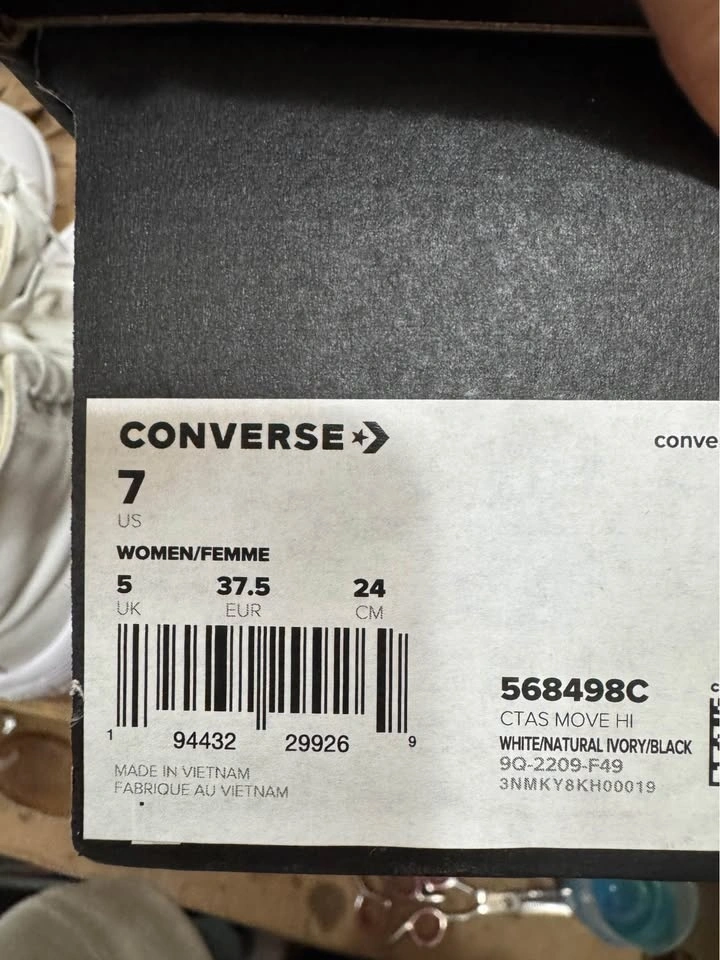 CONVERSE
conve
7
US
WOMEN/FEMME
5 37.5 24
UK EUR CM
1 94432 29926 9
568498C
CTAS MOVE HI
WHITE/NATURAL IVORY/BLACK
9Q-2209-F49
3NMKY8KH00019
MADE IN VIETNAM
FABRIQUE AU VIETNAM